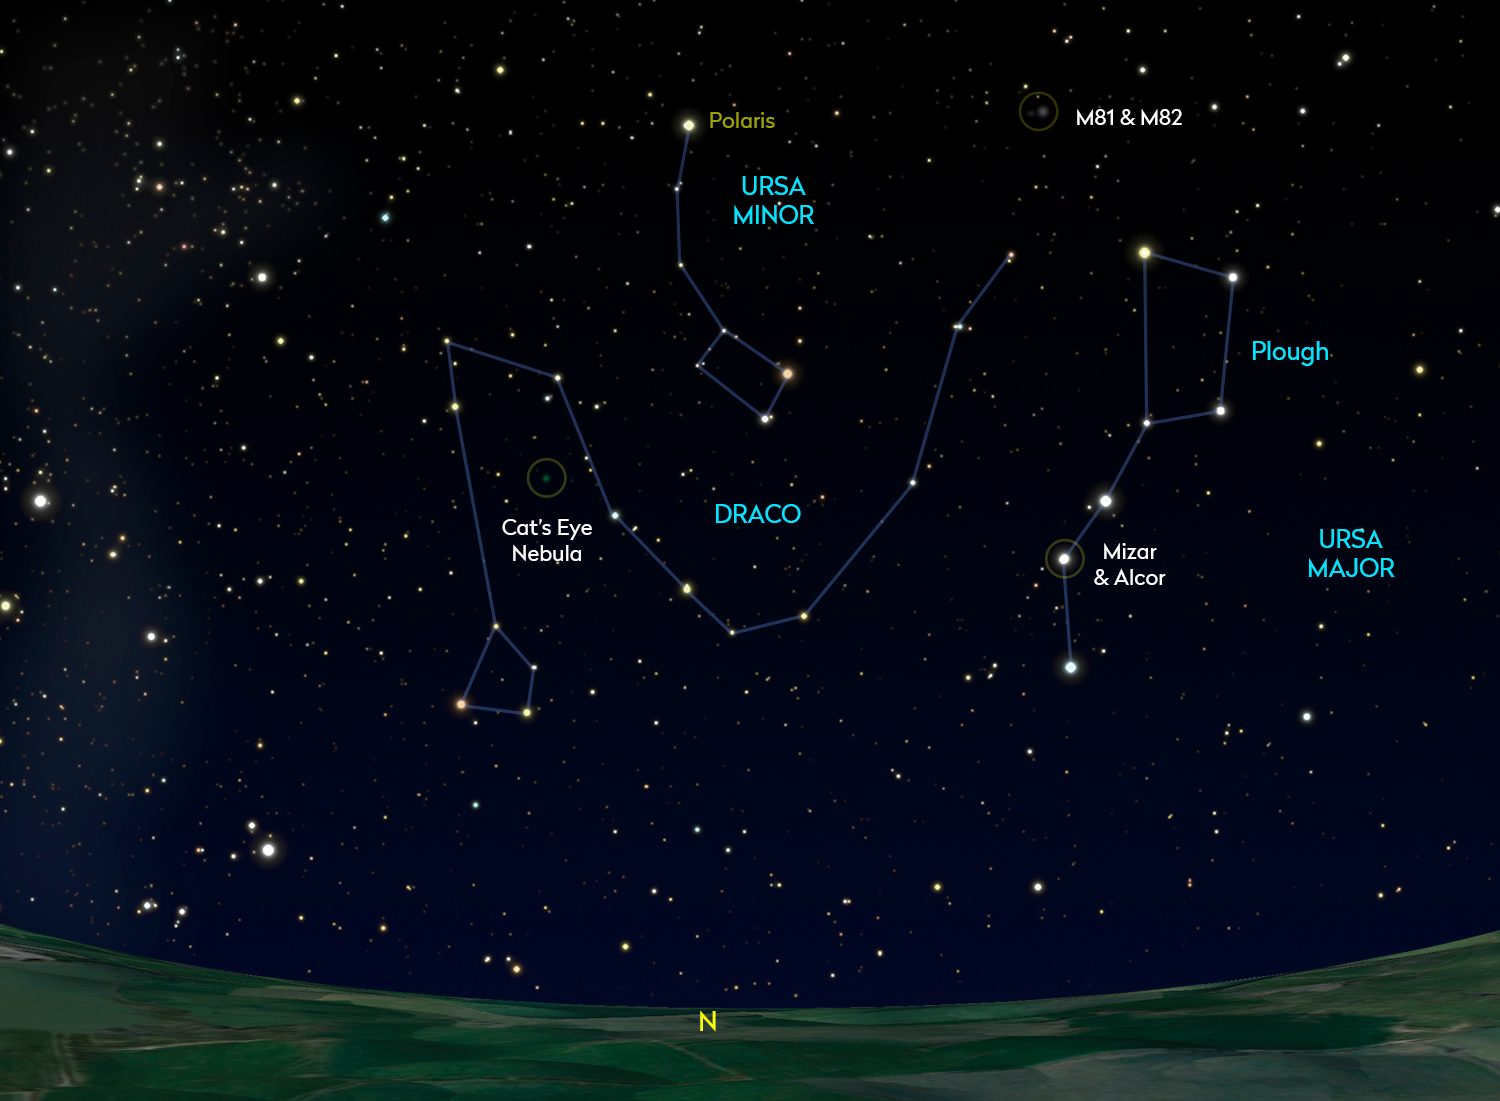 M81 & M82
Polaris
URSA
MINOR
Plough
DRACO
Cat's Eye
Nebula
Mizar
& Alcor
URSA
MAJOR
N